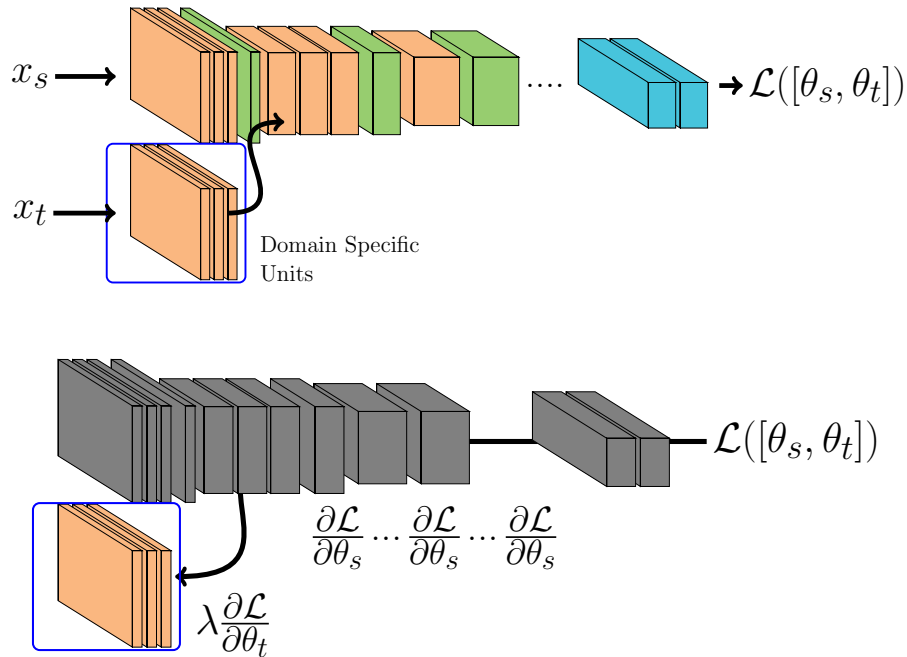 x_s
.... 𝓛([θ_s, θ_t])
x_t
Domain Specific
Units
𝓛([θ_s, θ_t])
∂𝓛/∂θ_s ... ∂𝓛/∂θ_s ... ∂𝓛/∂θ_s
λ ∂𝓛/∂θ_t